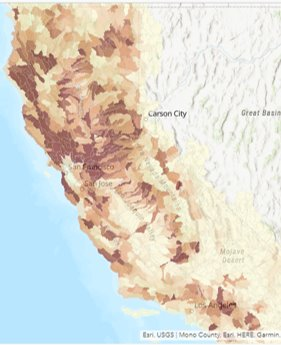 Carson City
Great Basin
San Francisco
San Jose
Mojave
Desert
Los Angeles
Esri, USGS | Mono County, Esri, HERE, Garmin,